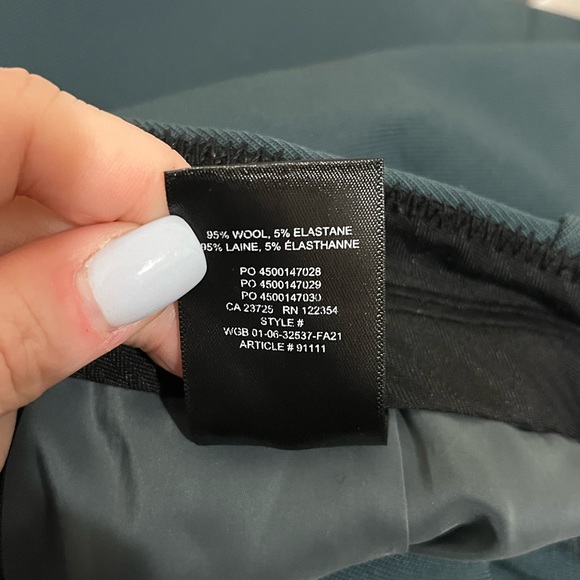 95% WOOL, 5% ELASTANE
95% LAINE, 5% ÉLASTHANNE
PO 4500147028
PO 4500147029
PO 4500147030
CA 23725 RN 122354
STYLE #
WGB 01-06-32537-FA21
ARTICLE # 91111